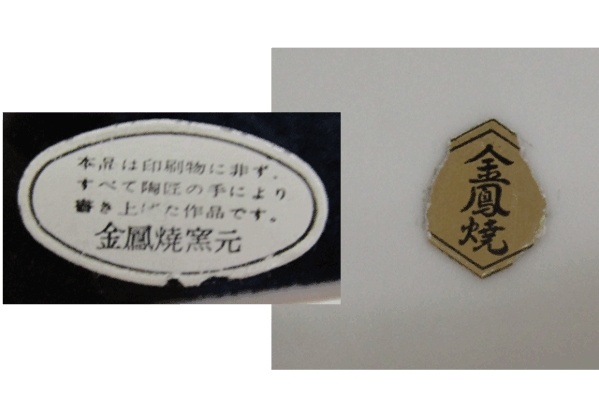 本品は印刷物に非ず、
すべて陶匠の手により
書き上げた作品です。
金鳳焼窯元
金鳳焼